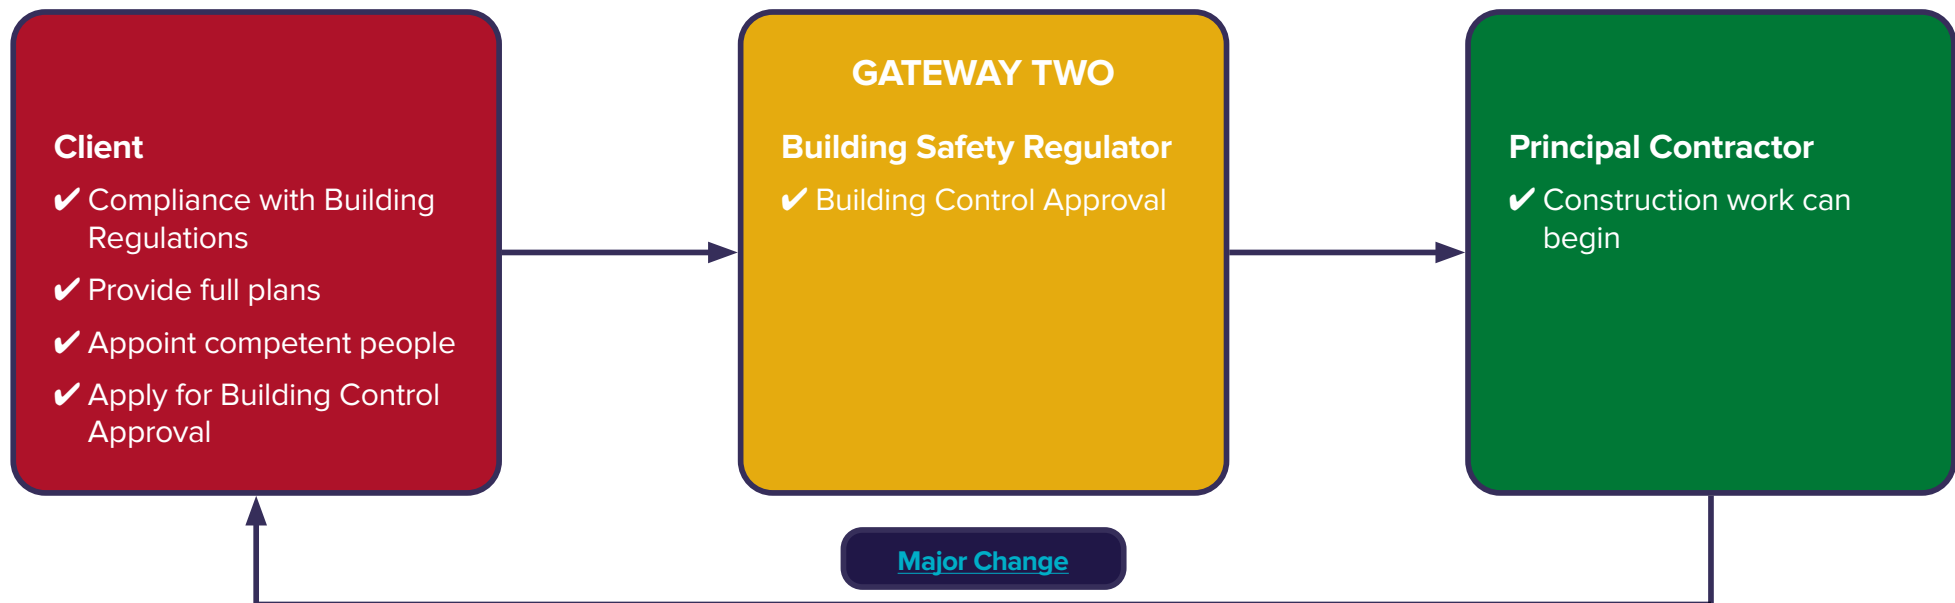 Client
✔ Compliance with Building
Regulations
✔ Provide full plans
✔ Appoint competent people
✔ Apply for Building Control
Approval
GATEWAY TWO
Building Safety Regulator
✔ Building Control Approval
Principal Contractor
✔ Construction work can
begin
Major Change